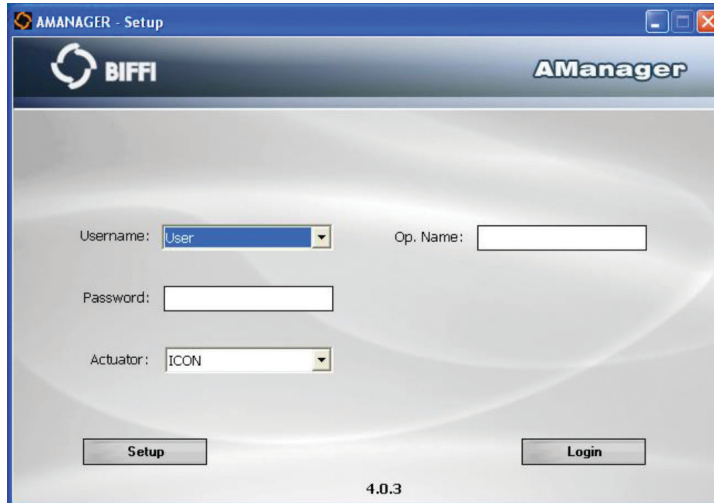 AMANAGER - Setup
BIFFI
AManager
Username: User
Op. Name:
Password:
Actuator: ICON
Setup
Login
4.0.3